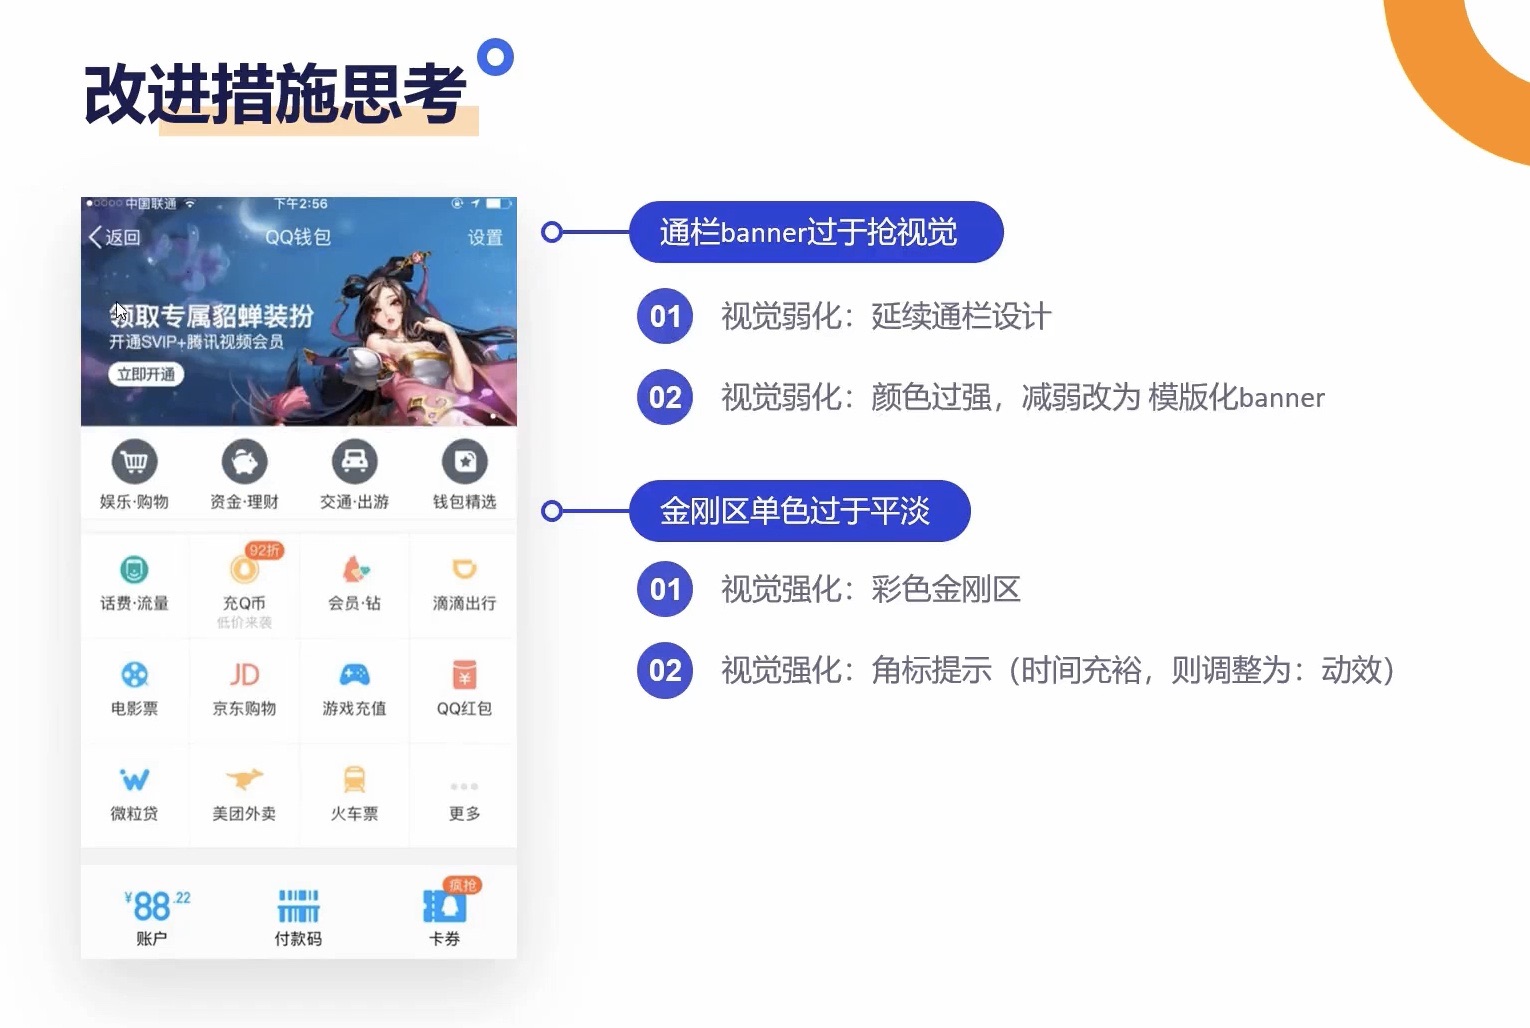 改进措施思考
中国联通 下午2:56
返回 QQ钱包 设置
领取专属貂蝉装扮
开通SVIP+腾讯视频会员
立即开通
娱乐·购物 资金·理财 交通·出游 钱包精选
92折
话费·流量 充Q币 会员·钻 滴滴出行
低价来袭
JD
电影票 京东购物 游戏充值 QQ红包
微粒贷 美团外卖 火车票 更多
疯抢
¥88.22
账户 付款码 卡券
通栏banner过于抢视觉
01 视觉弱化：延续通栏设计
02 视觉弱化：颜色过强，减弱改为 模版化banner
金刚区单色过于平淡
01 视觉强化：彩色金刚区
02 视觉强化：角标提示（时间充裕，则调整为：动效）